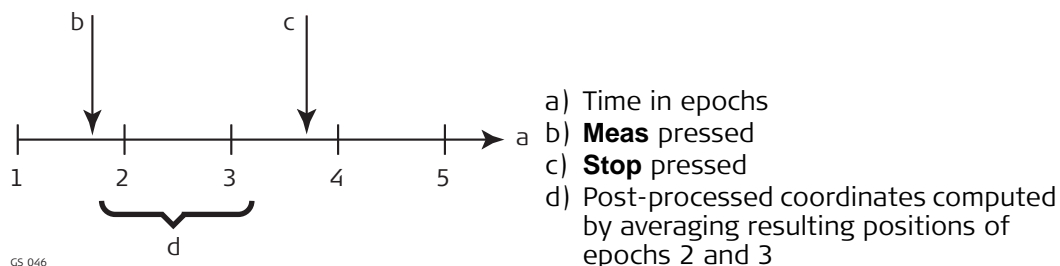 b
c
a
1 2 3 4 5
d
GS 046
a) Time in epochs
b) Meas pressed
c) Stop pressed
d) Post-processed coordinates computed
by averaging resulting positions of
epochs 2 and 3